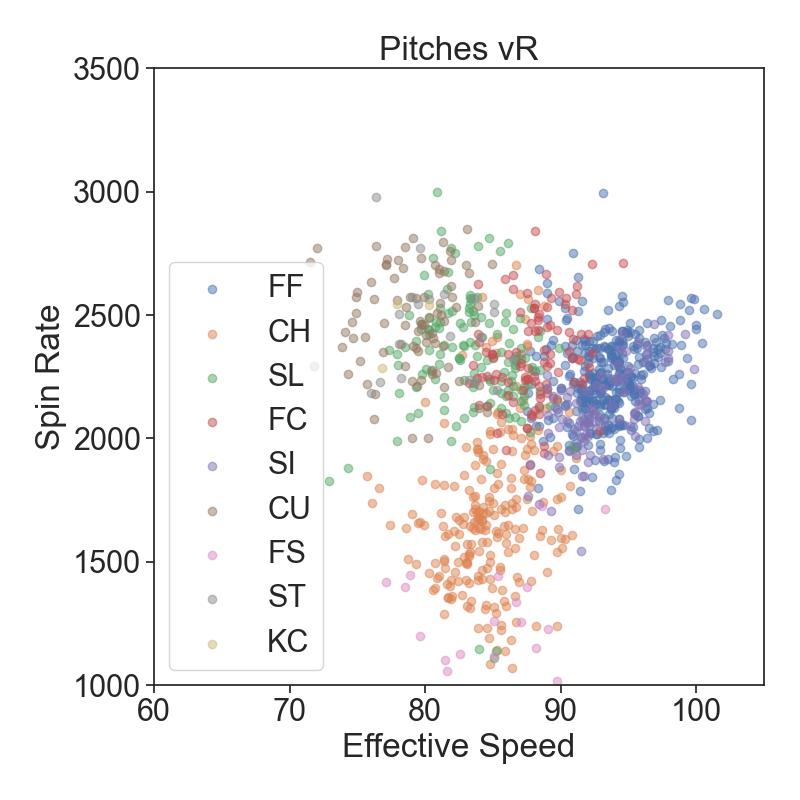 Pitches vR
3500
3000
2500
2000
1500
1000
Spin Rate
FF
CH
SL
FC
SI
CU
FS
ST
KC
60 70 80 90 100
Effective Speed